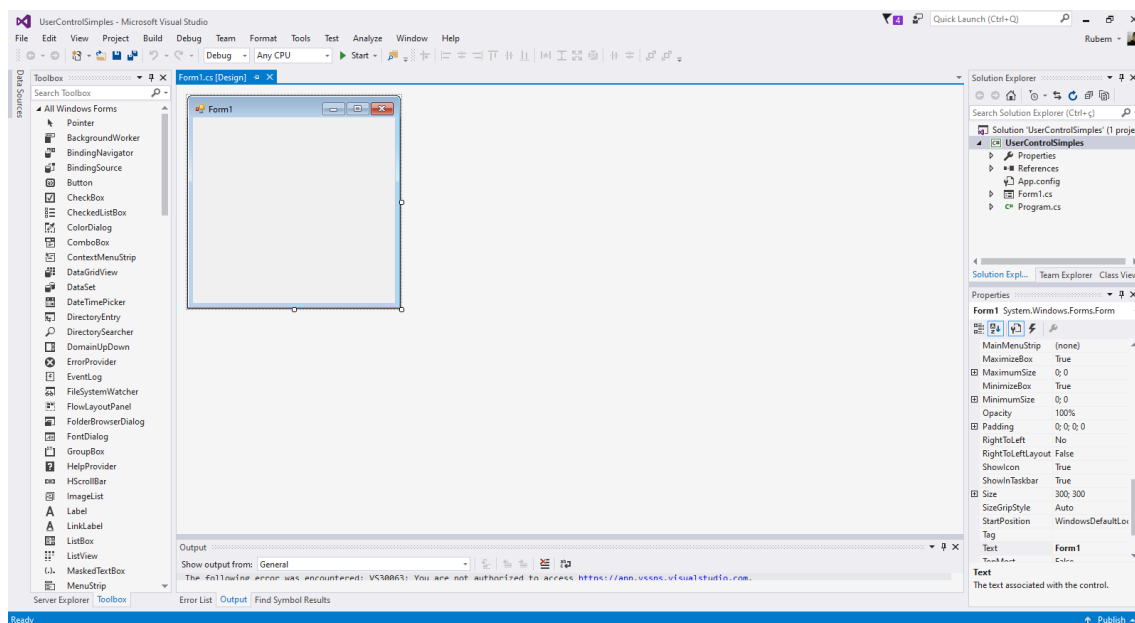 UserControlSimples - Microsoft Visual Studio
4
Quick Launch (Ctrl+Q)
File Edit View Project Build Debug Team Format Tools Test Analyze Window Help
Rubem
Debug Any CPU Start
Data Sources
Toolbox
Search Toolbox
All Windows Forms
Pointer
BackgroundWorker
BindingNavigator
BindingSource
Button
CheckBox
CheckedListBox
ColorDialog
ComboBox
ContextMenuStrip
DataGridView
DataSet
DateTimePicker
DirectoryEntry
DirectorySearcher
DomainUpDown
ErrorProvider
EventLog
FileSystemWatcher
FlowLayoutPanel
FolderBrowserDialog
FontDialog
GroupBox
HelpProvider
HScrollBar
ImageList
Label
LinkLabel
ListBox
ListView
MaskedTextBox
MenuStrip
Server Explorer Toolbox
Form1.cs [Design]
Form1
Output
Show output from: General
The following error was encountered: VS30063: You are not authorized to access https://app.vssps.visualstudio.com.
Error List Output Find Symbol Results
Solution Explorer
Search Solution Explorer (Ctrl+ç)
Solution 'UserControlSimples' (1 proje
UserControlSimples
Properties
References
App.config
Form1.cs
Program.cs
Solution Expl... Team Explorer Class View
Properties
Form1 System.Windows.Forms.Form
MainMenuStrip (none)
MaximizeBox True
MaximumSize 0; 0
MinimizeBox True
MinimumSize 0; 0
Opacity 100%
Padding 0; 0; 0; 0
RightToLeft No
RightToLeftLayout False
ShowIcon True
ShowInTaskbar True
Size 300; 300
SizeGripStyle Auto
StartPosition WindowsDefaultLoc
Tag
Text Form1
TopMost False
Text
The text associated with the control.
Ready
Publish